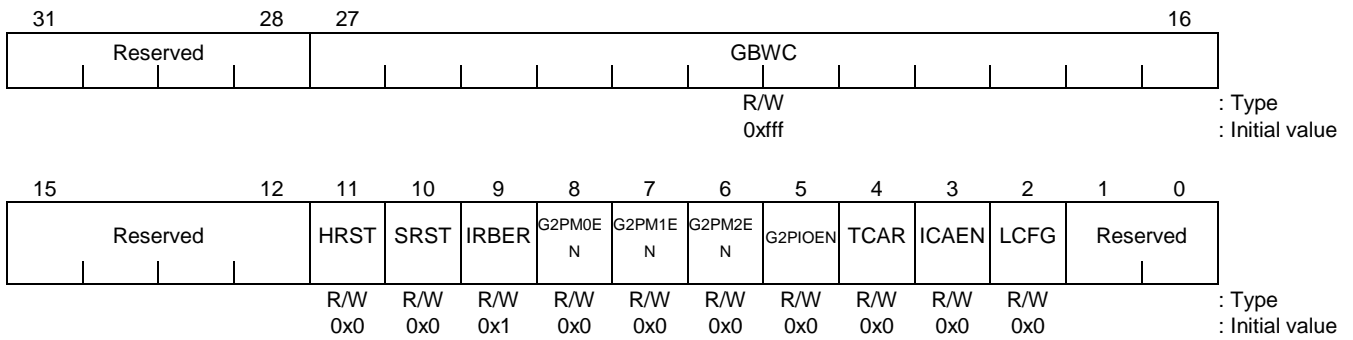 31 28 27 16
Reserved GBWC
R/W : Type
0xfff : Initial value
15 12 11 10 9 8 7 6 5 4 3 2 1 0
Reserved HRST SRST IRBER G2PM0E N G2PM1E N G2PM2E N G2PIOEN TCAR ICAEN LCFG Reserved
R/W R/W R/W R/W R/W R/W R/W R/W R/W R/W : Type
0x0 0x0 0x1 0x0 0x0 0x0 0x0 0x0 0x0 0x0 : Initial value